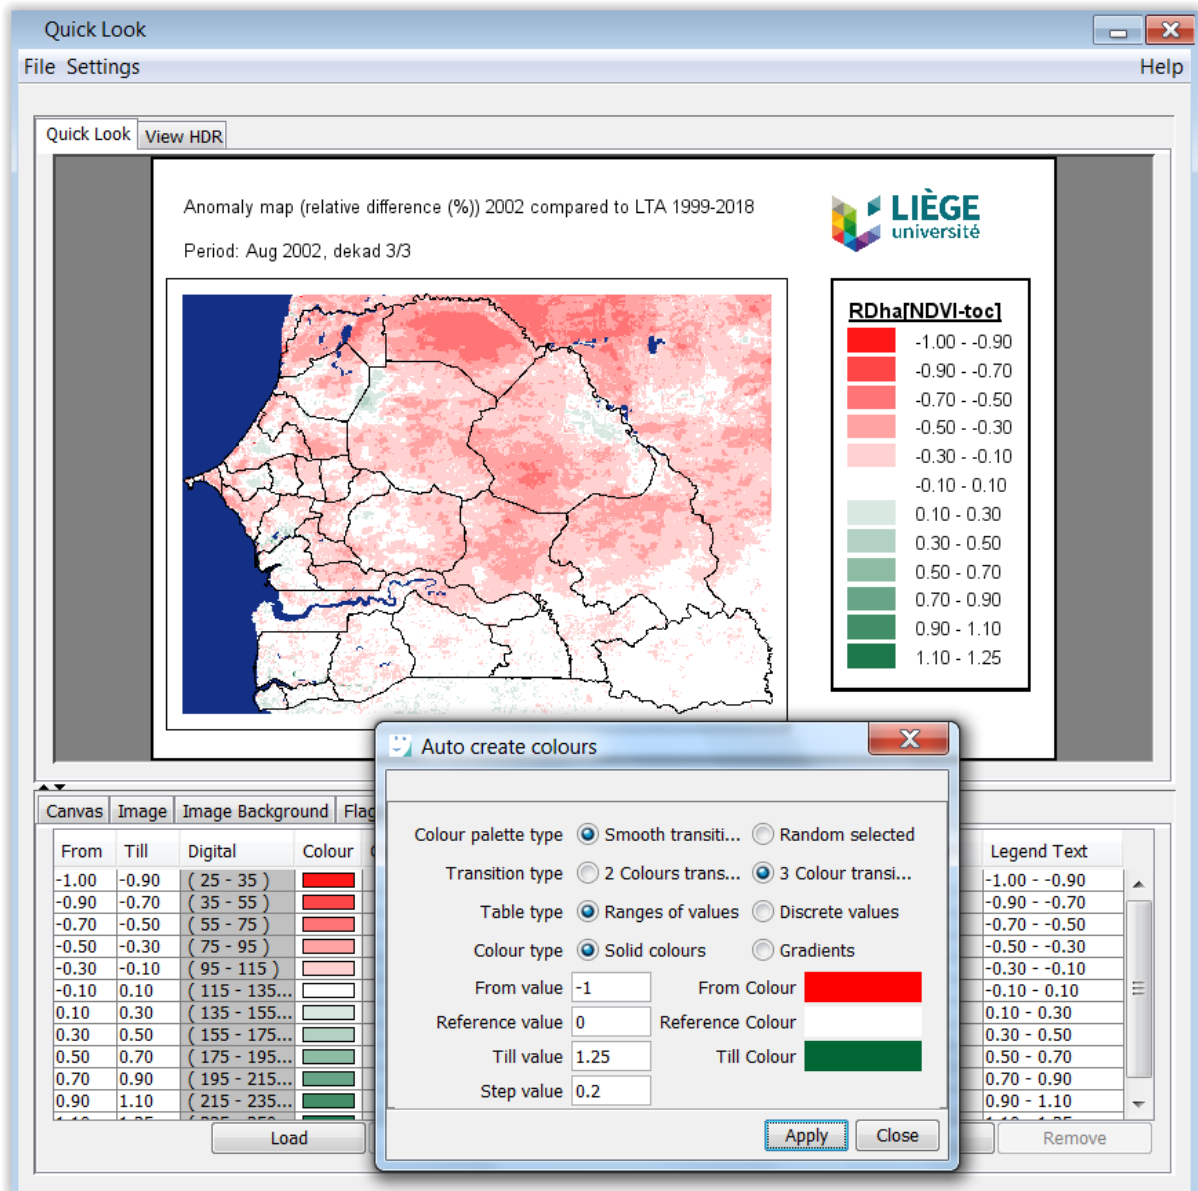 Quick Look
File Settings Help
Quick Look View HDR
Anomaly map (relative difference (%)) 2002 compared to LTA 1999-2018
Period: Aug 2002, dekad 3/3
LIÈGE
université
RDha[NDVI-toc]
-1.00 - -0.90
-0.90 - -0.70
-0.70 - -0.50
-0.50 - -0.30
-0.30 - -0.10
-0.10 - 0.10
0.10 - 0.30
0.30 - 0.50
0.50 - 0.70
0.70 - 0.90
0.90 - 1.10
1.10 - 1.25
Canvas Image Image Background Flag
From Till Digital Colour Legend Text
-1.00 -0.90 ( 25 - 35 ) -1.00 - -0.90
-0.90 -0.70 ( 35 - 55 ) -0.90 - -0.70
-0.70 -0.50 ( 55 - 75 ) -0.70 - -0.50
-0.50 -0.30 ( 75 - 95 ) -0.50 - -0.30
-0.30 -0.10 ( 95 - 115 ) -0.30 - -0.10
-0.10 0.10 ( 115 - 135... -0.10 - 0.10
0.10 0.30 ( 135 - 155... 0.10 - 0.30
0.30 0.50 ( 155 - 175... 0.30 - 0.50
0.50 0.70 ( 175 - 195... 0.50 - 0.70
0.70 0.90 ( 195 - 215... 0.70 - 0.90
0.90 1.10 ( 215 - 235... 0.90 - 1.10
Load Remove
Auto create colours
Colour palette type Smooth transiti... Random selected
Transition type 2 Colours trans... 3 Colour transi...
Table type Ranges of values Discrete values
Colour type Solid colours Gradients
From value -1 From Colour
Reference value 0 Reference Colour
Till value 1.25 Till Colour
Step value 0.2
Apply Close